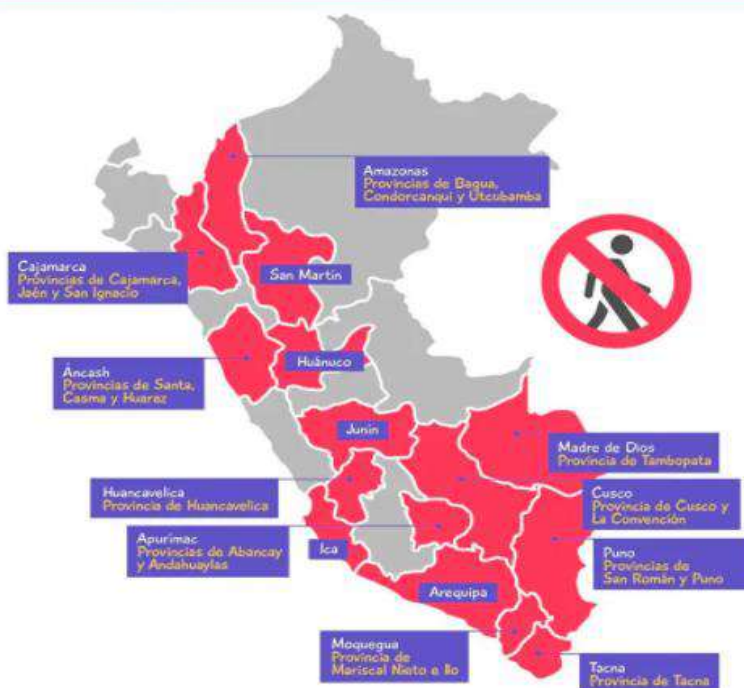 Amazonas
Provincias de Bagua,
Condorcanqui y Utcubamba
Cajamarca
Provincias de Cajamarca,
Jaén y San Ignacio
San Martín
Áncash
Provincias de Santa,
Casma y Huaraz
Huánuco
Junín
Madre de Dios
Provincia de Tambopata
Huancavelica
Provincia de Huancavelica
Cusco
Provincia de Cusco y
La Convención
Apurímac
Provincias de Abancay
y Andahuaylas
Ica
Puno
Provincias de
San Román y Puno
Arequipa
Moquegua
Provincia de
Mariscal Nieto e Ilo
Tacna
Provincia de Tacna